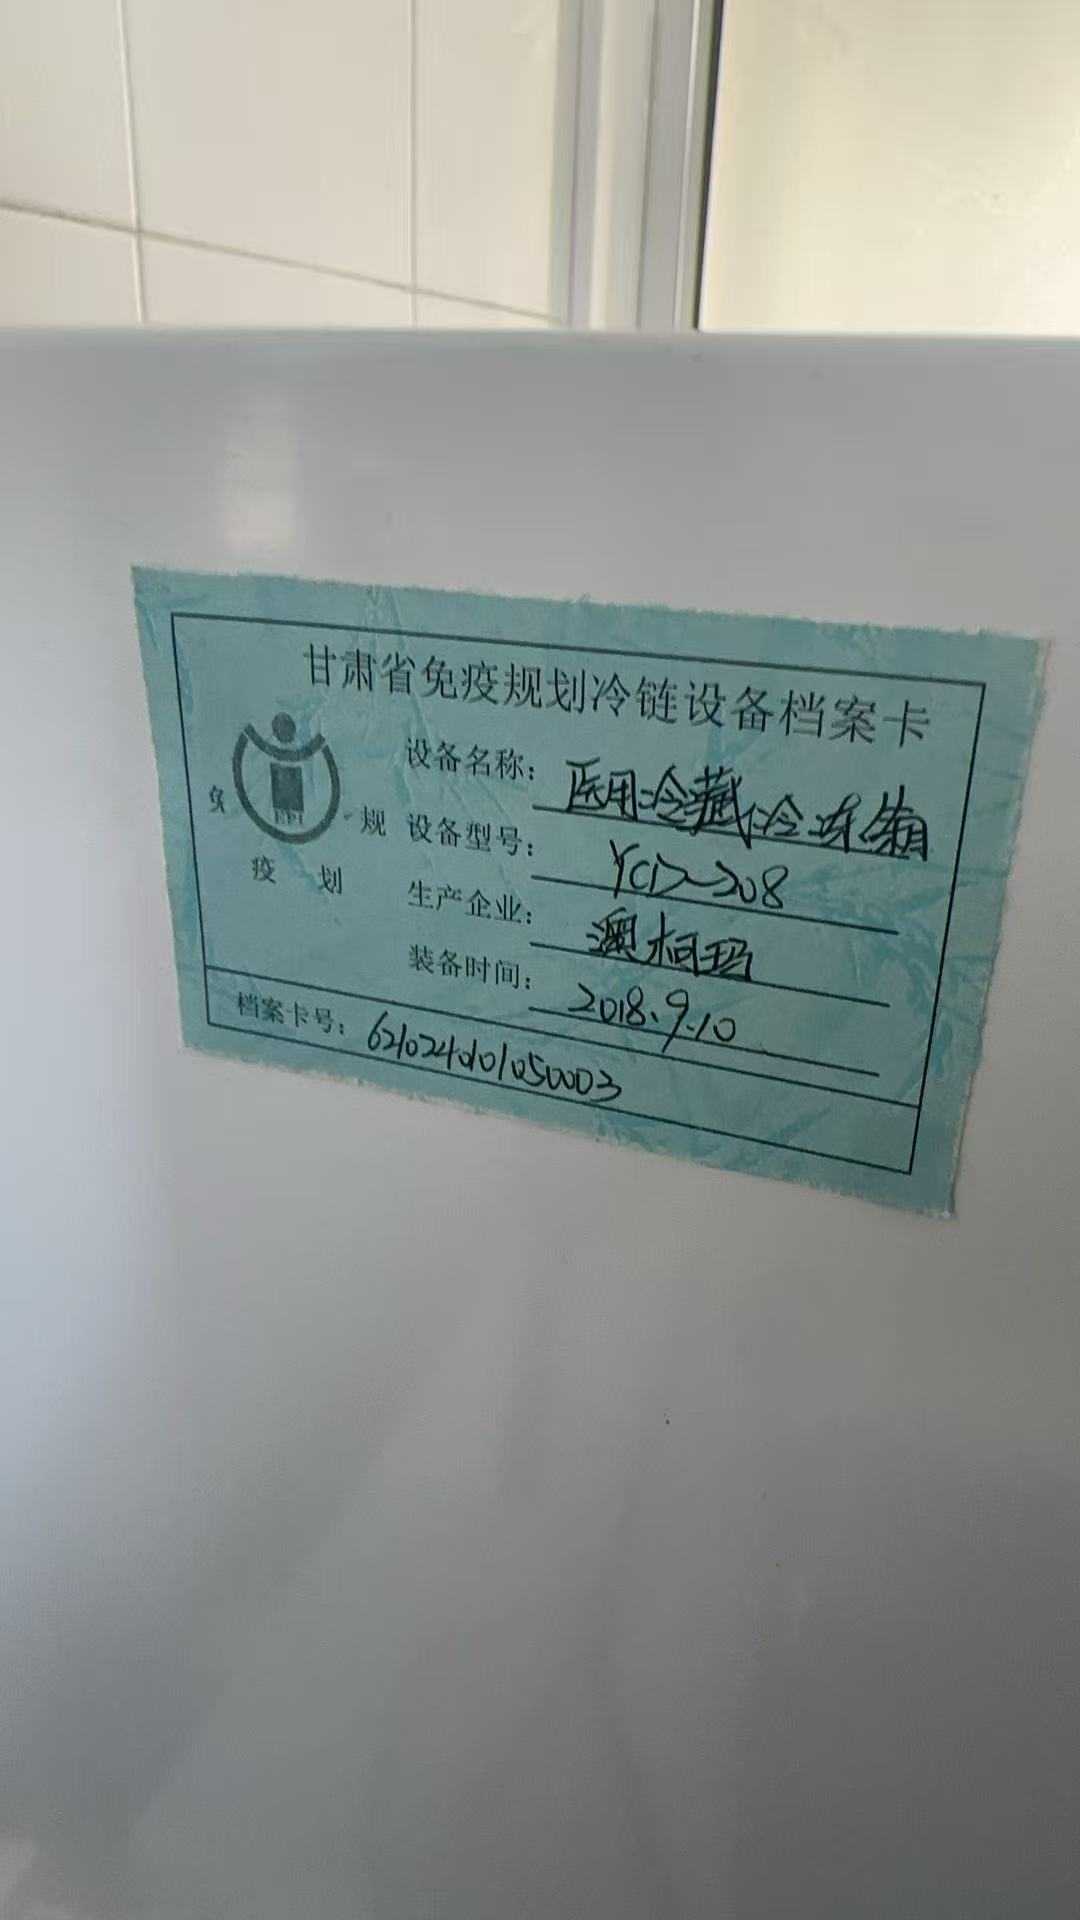 甘肃省免疫规划冷链设备档案卡
设备名称：医用冷藏冷冻箱
设备型号：YCD-208
生产企业：澳柯玛
装备时间：2018.9.10
免
疫
规
划
EPI
档案卡号：6210240101050003